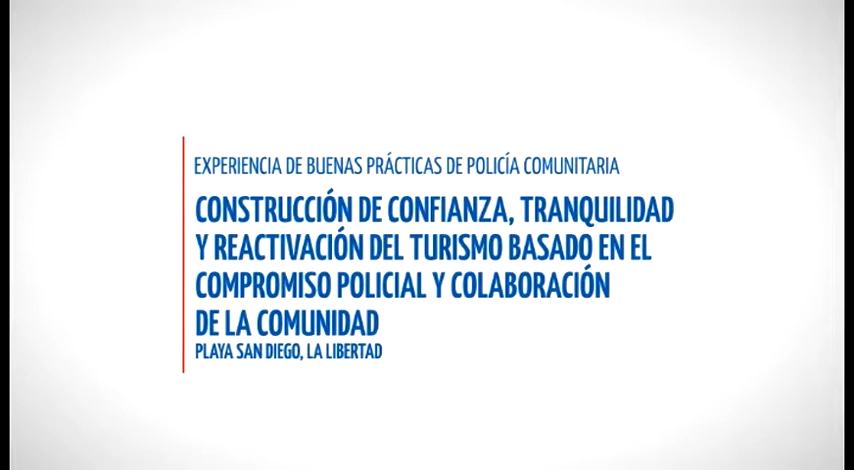 EXPERIENCIA DE BUENAS PRÁCTICAS DE POLICÍA COMUNITARIA
CONSTRUCCIÓN DE CONFIANZA, TRANQUILIDAD
Y REACTIVACIÓN DEL TURISMO BASADO EN EL
COMPROMISO POLICIAL Y COLABORACIÓN
DE LA COMUNIDAD
PLAYA SAN DIEGO, LA LIBERTAD